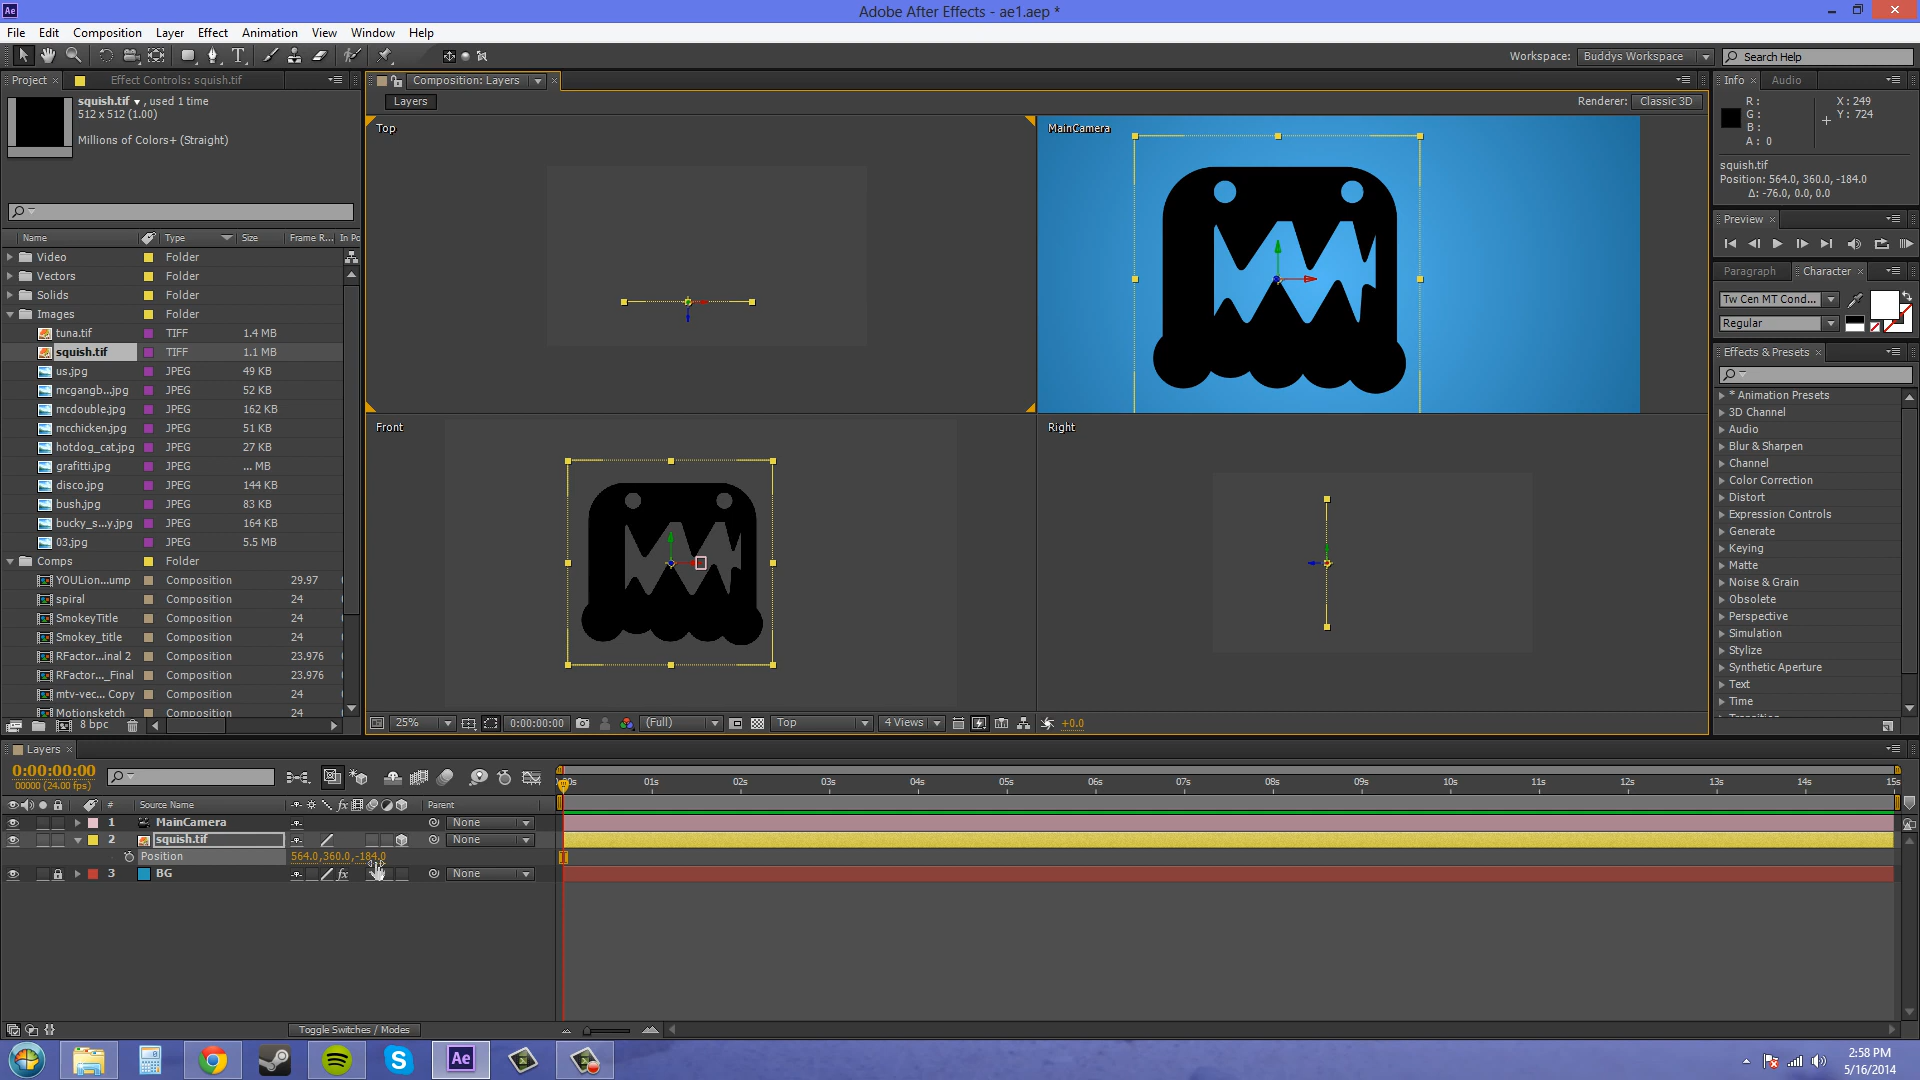 Adobe After Effects - ae1.aep *
File Edit Composition Layer Effect Animation View Window Help
Workspace: Buddys Workspace Search Help
Project Effect Controls: squish.tif Composition: Layers Info Audio
squish.tif , used 1 time
512 x 512 (1.00)
Millions of Colors+ (Straight)
Layers Renderer: Classic 3D
R: X: 249
G: Y: 724
B:
A: 0
squish.tif
Position: 564.0, 360.0, -184.0
Δ: -76.0, 0.0, 0.0
Top
MainCamera
Front
Right
Name Type Size Frame R... In Po
Video Folder
Vectors Folder
Solids Folder
Images Folder
tuna.tif TIFF 1.4 MB
squish.tif TIFF 1.1 MB
us.jpg JPEG 49 KB
mcgangb...jpg JPEG 52 KB
mcdouble.jpg JPEG 162 KB
mcchicken.jpg JPEG 51 KB
hotdog_cat.jpg JPEG 27 KB
grafitti.jpg JPEG ... MB
disco.jpg JPEG 144 KB
bush.jpg JPEG 83 KB
bucky_s...y.jpg JPEG 164 KB
03.jpg JPEG 5.5 MB
Comps Folder
YOULion...ump Composition 29.97
spiral Composition 24
SmokeyTitle Composition 24
Smokey_title Composition 24
RFactor...inal 2 Composition 23.976
RFactor..._Final Composition 23.976
mtv-vec... Copy Composition 24
Motionsketch Composition 24
8 bpc
Preview
Paragraph Character
Tw Cen MT Cond...
Regular
Effects & Presets
* Animation Presets
3D Channel
Audio
Blur & Sharpen
Channel
Color Correction
Distort
Expression Controls
Generate
Keying
Matte
Noise & Grain
Obsolete
Perspective
Simulation
Stylize
Synthetic Aperture
Text
Time
25% 0:00:00:00 (Full) Top 4 Views +0.0
Layers
0:00:00:00
00000 (24.00 fps)
01s 02s 03s 04s 05s 06s 07s 08s 09s 10s 11s 12s 13s 14s 15s
# Source Name fx Parent
1 MainCamera None
2 squish.tif None
Position 564.0,360.0,-184.0
3 BG fx None
Toggle Switches / Modes
Ae
2:58 PM
5/16/2014